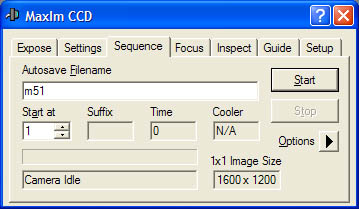 MaxIm CCD
Expose Settings Sequence Focus Inspect Guide Setup
Autosave Filename
m51
Start
Start at Suffix Time Cooler
1 0 N/A
Stop
Options
1x1 Image Size
Camera Idle 1600 x 1200